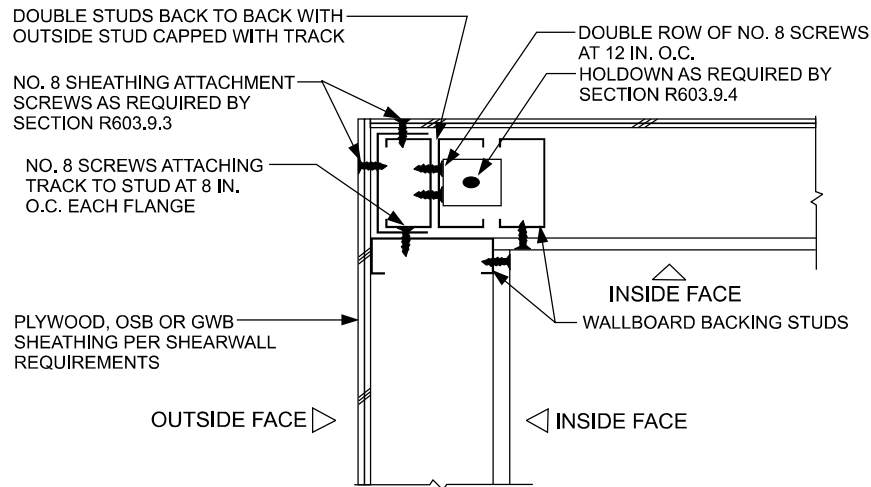 DOUBLE STUDS BACK TO BACK WITH
OUTSIDE STUD CAPPED WITH TRACK
DOUBLE ROW OF NO. 8 SCREWS
AT 12 IN. O.C.
HOLDOWN AS REQUIRED BY
SECTION R603.9.4
NO. 8 SHEATHING ATTACHMENT
SCREWS AS REQUIRED BY
SECTION R603.9.3
NO. 8 SCREWS ATTACHING
TRACK TO STUD AT 8 IN.
O.C. EACH FLANGE
INSIDE FACE
WALLBOARD BACKING STUDS
PLYWOOD, OSB OR GWB
SHEATHING PER SHEARWALL
REQUIREMENTS
OUTSIDE FACE
INSIDE FACE